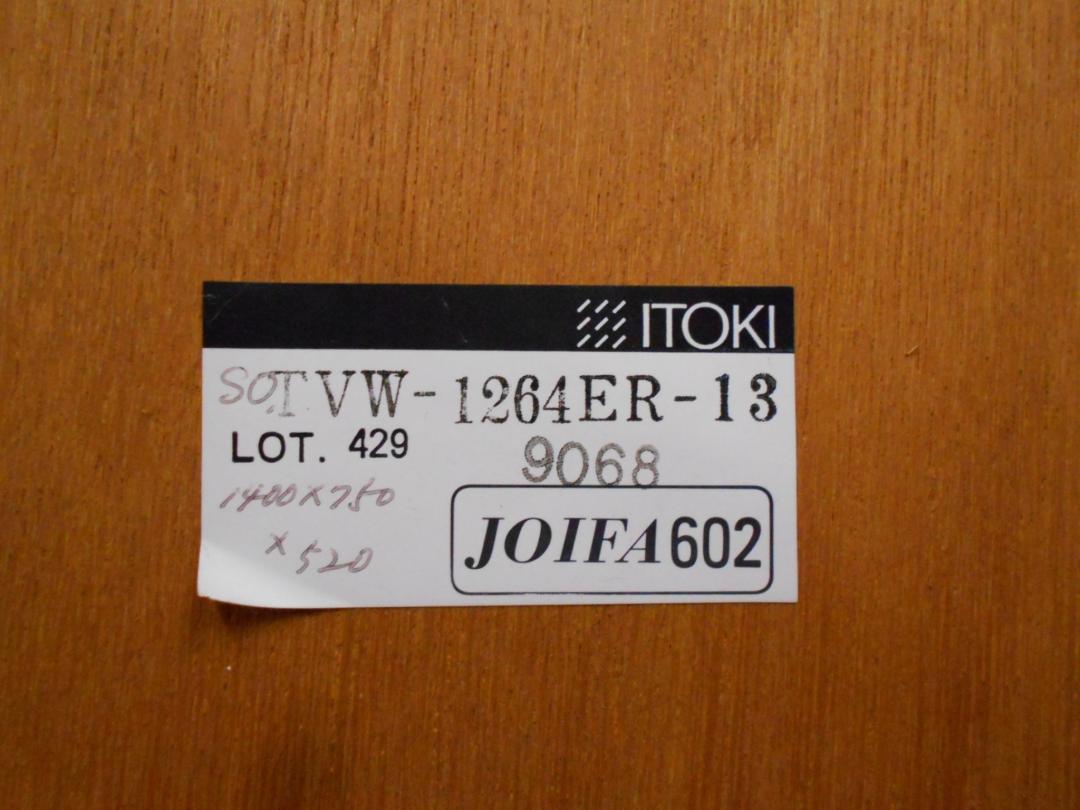 ITOKI
SO.TVW-1264ER-13
LOT. 429
9068
1400×750
×520
JOIFA602